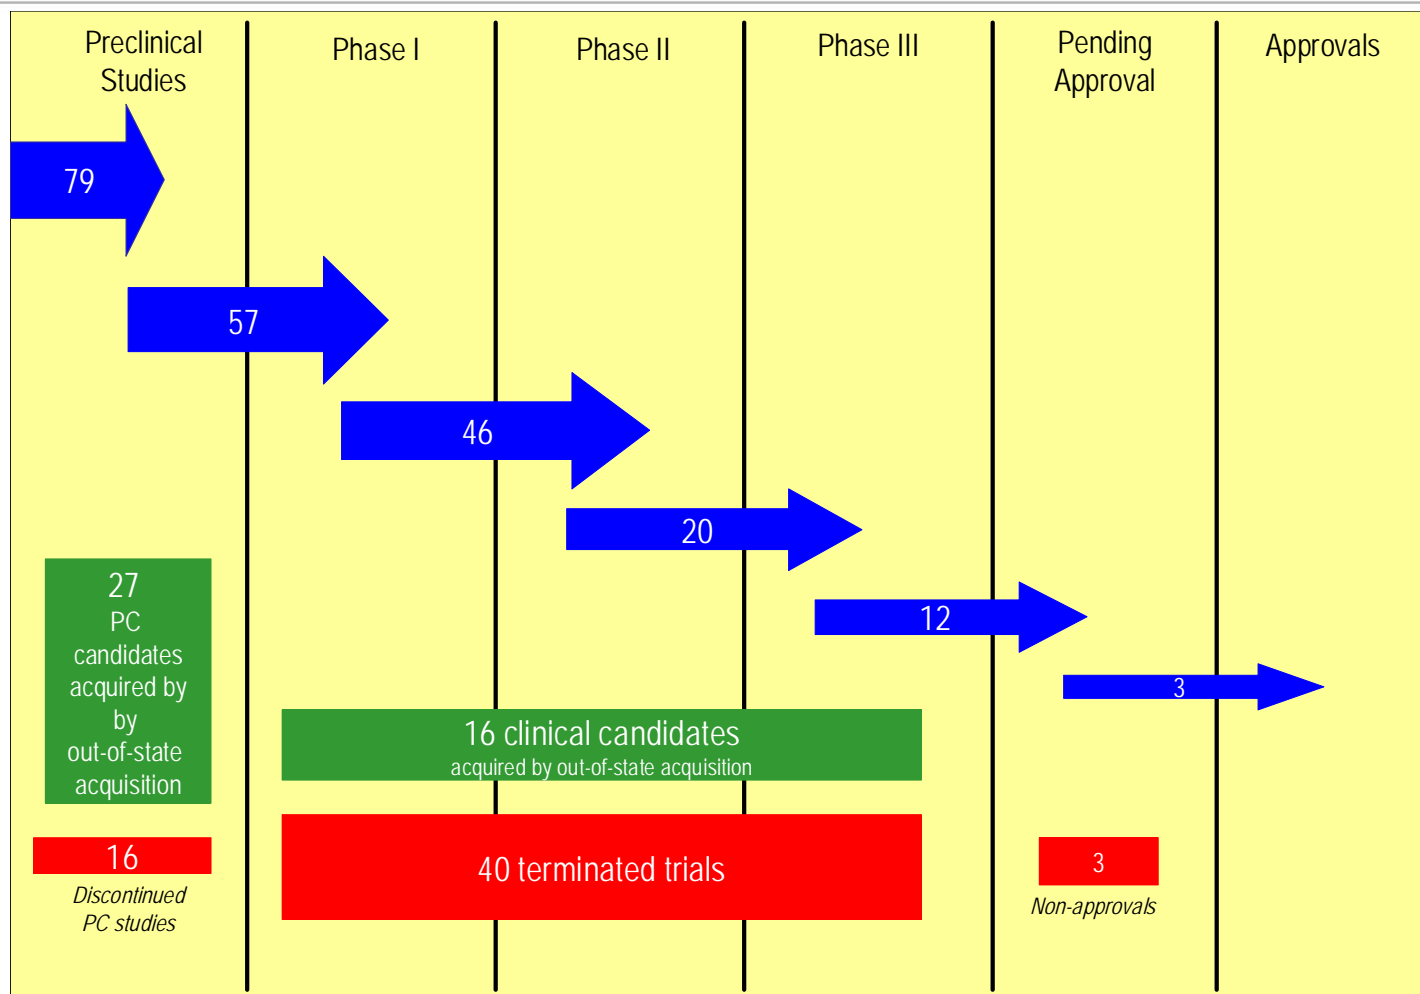 Preclinical
Studies
Phase I
Phase II
Phase III
Pending
Approval
Approvals
79
57
46
20
12
3
27
PC
candidates
acquired by
by
out-of-state
acquisition
16 clinical candidates
acquired by out-of-state acquisition
16
Discontinued
PC studies
40 terminated trials
3
Non-approvals